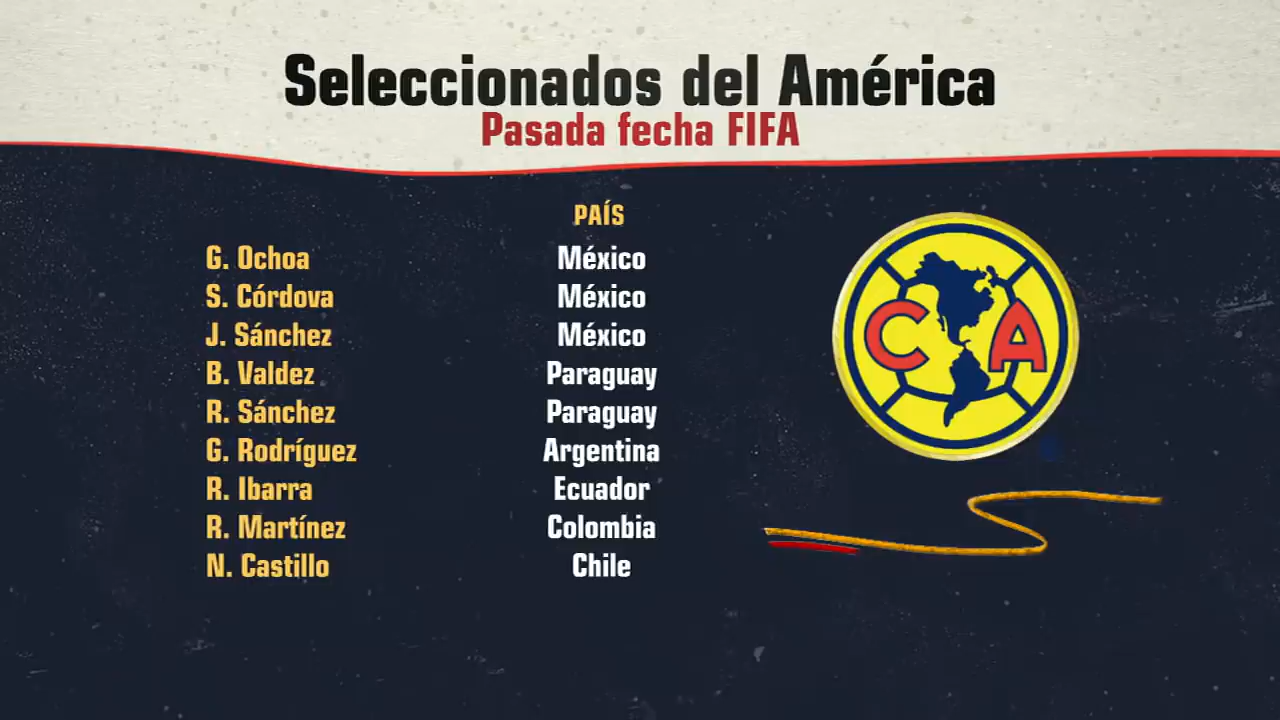 Seleccionados del América
Pasada fecha FIFA
PAÍS
G. Ochoa México
S. Córdova México
J. Sánchez México
B. Valdez Paraguay
R. Sánchez Paraguay
G. Rodríguez Argentina
R. Ibarra Ecuador
R. Martínez Colombia
N. Castillo Chile
CA